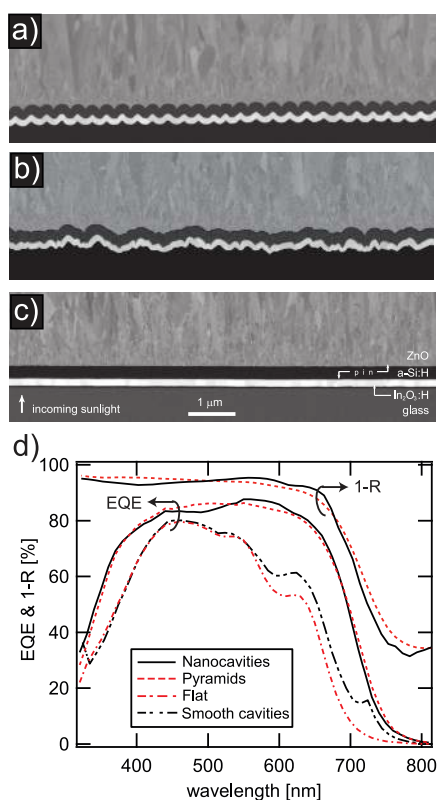 a)
b)
c)
ZnO
p i n
a-Si:H
In₂O₃:H
glass
incoming sunlight
1 µm
d)
100
80
60
40
20
0
EQE & 1-R [%]
EQE
1-R
Nanocavities
Pyramids
Flat
Smooth cavities
400
500
600
700
800
wavelength [nm]